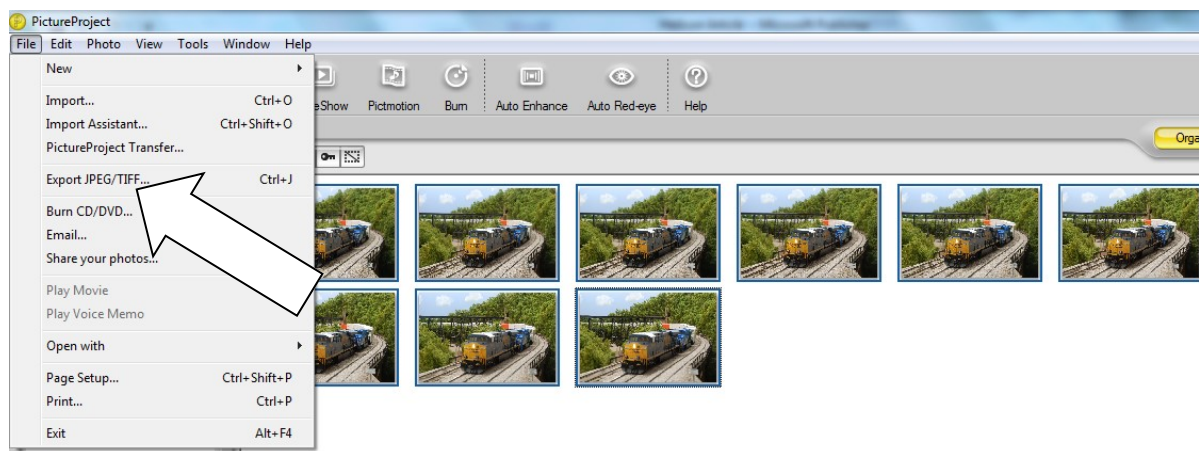 PictureProject
File Edit Photo View Tools Window Help
New
Import... Ctrl+O
Import Assistant... Ctrl+Shift+O
PictureProject Transfer...
Export JPEG/TIFF... Ctrl+J
Burn CD/DVD...
Email...
Share your photos...
Play Movie
Play Voice Memo
Open with
Page Setup... Ctrl+Shift+P
Print... Ctrl+P
Exit Alt+F4
eShow Pictmotion Burn Auto Enhance Auto Red-eye Help
Orga